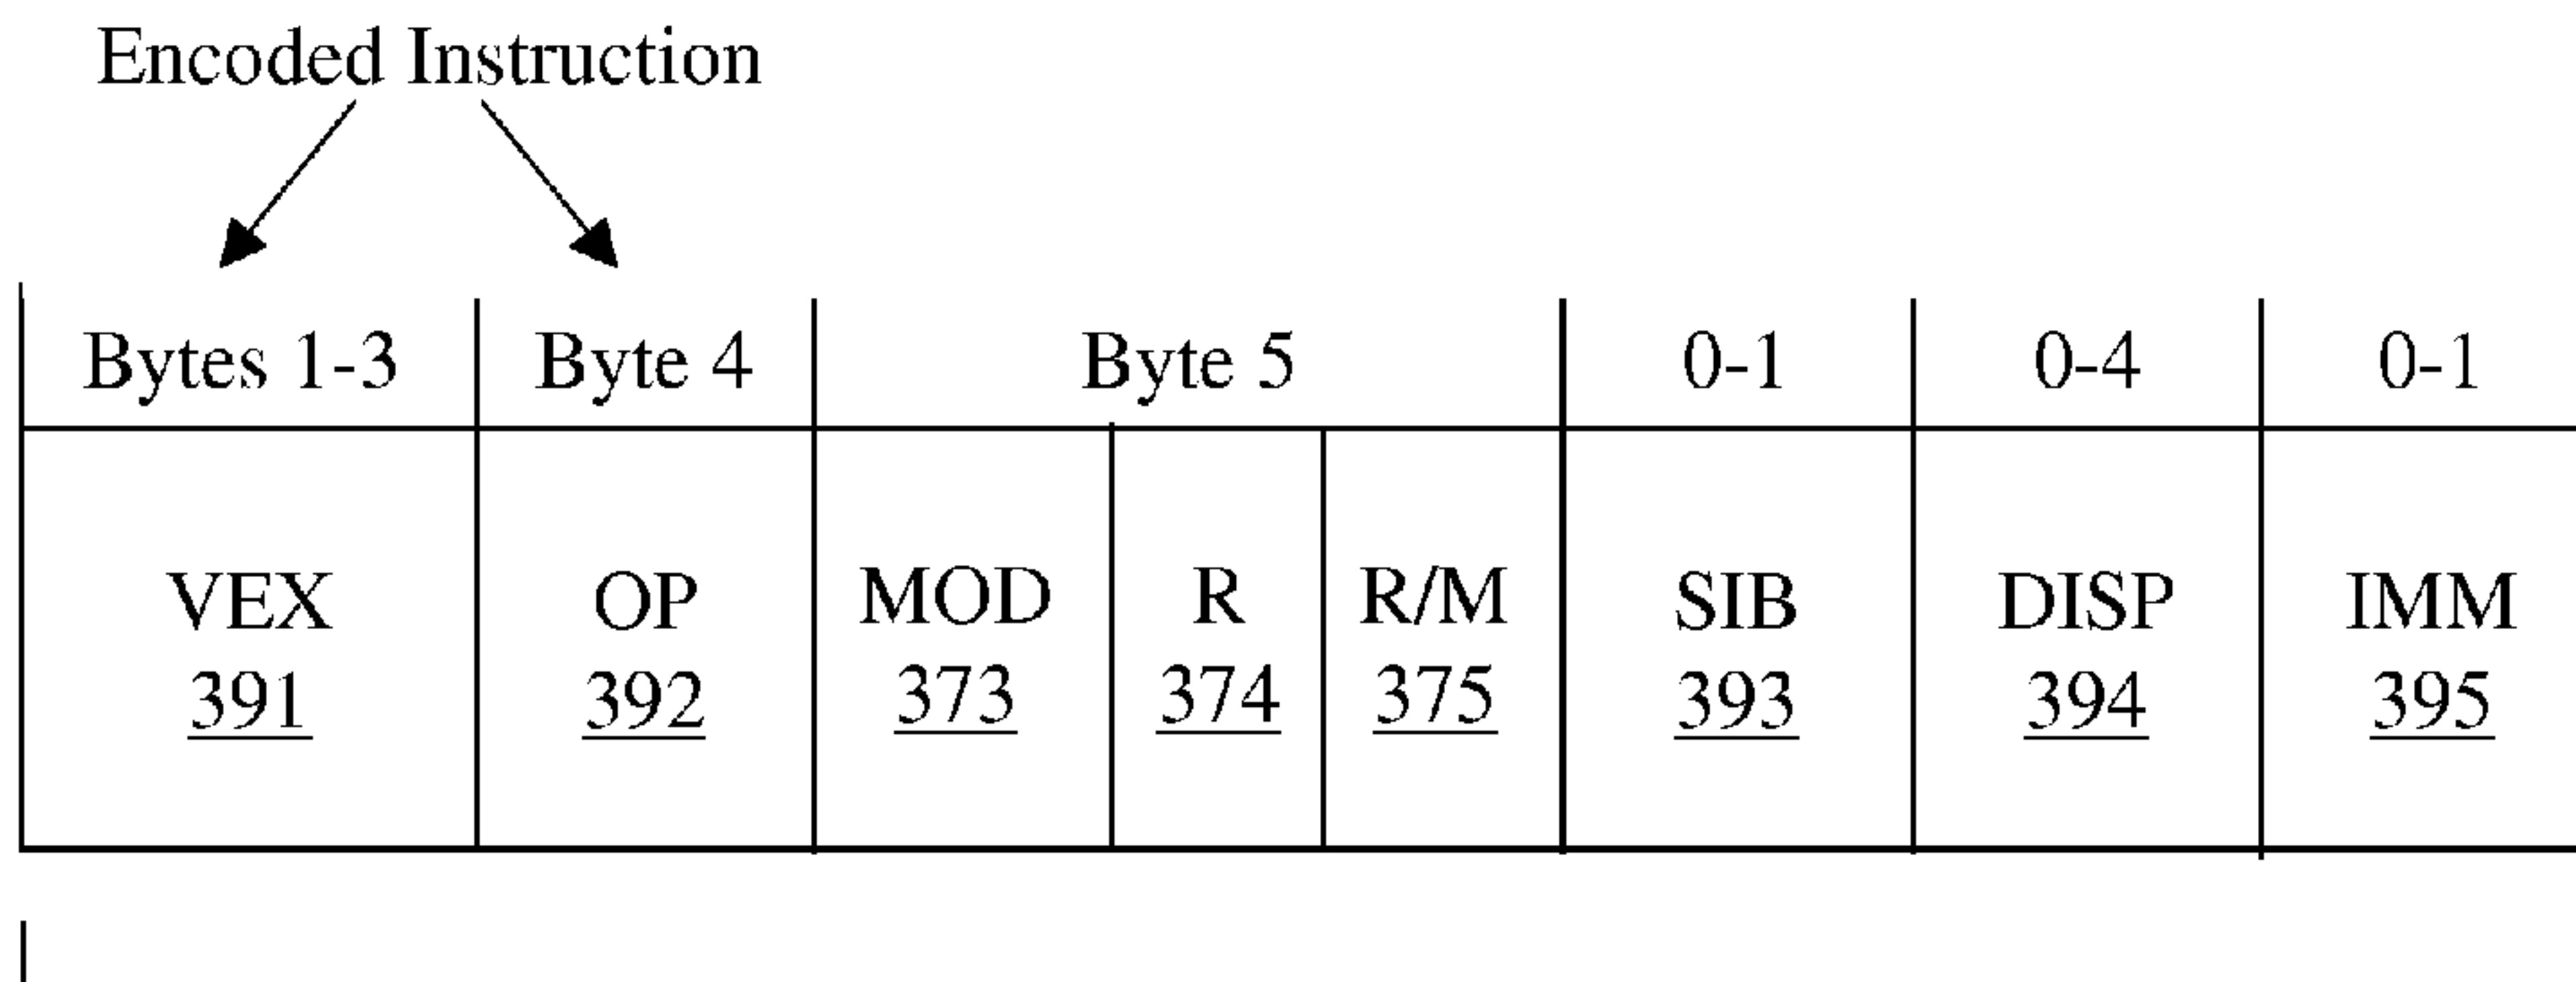 Encoded Instruction
Bytes 1-3 Byte 4 Byte 5 0-1 0-4 0-1
VEX OP MOD R R/M SIB DISP IMM
391 392 373 374 375 393 394 395